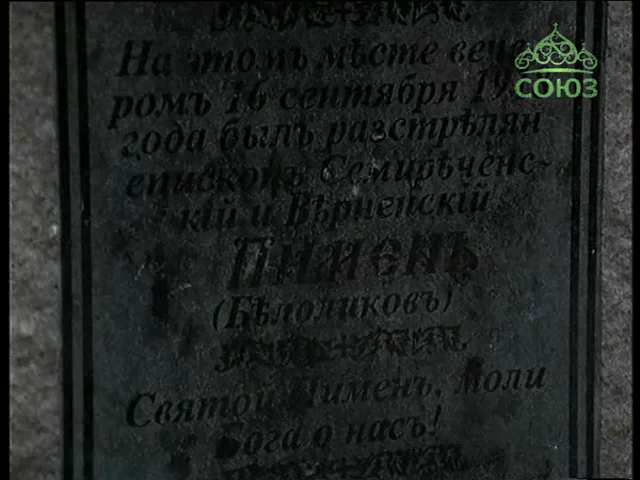 СОЮЗ
На этомъ мѣсте вече-
ромъ 16 сентября 19
года былъ разстрѣлян
епископъ Семирѣченс-
кій и Вѣрненскій
ПИМЕНЪ
(Бѣлоликовъ)
Святой Пименъ, моли
Бога о насъ!